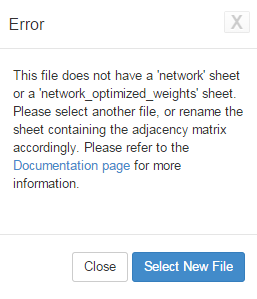 Error
X
This file does not have a 'network' sheet
or a 'network_optimized_weights' sheet.
Please select another file, or rename the
sheet containing the adjacency matrix
accordingly. Please refer to the
Documentation page for more
information.
Close
Select New File